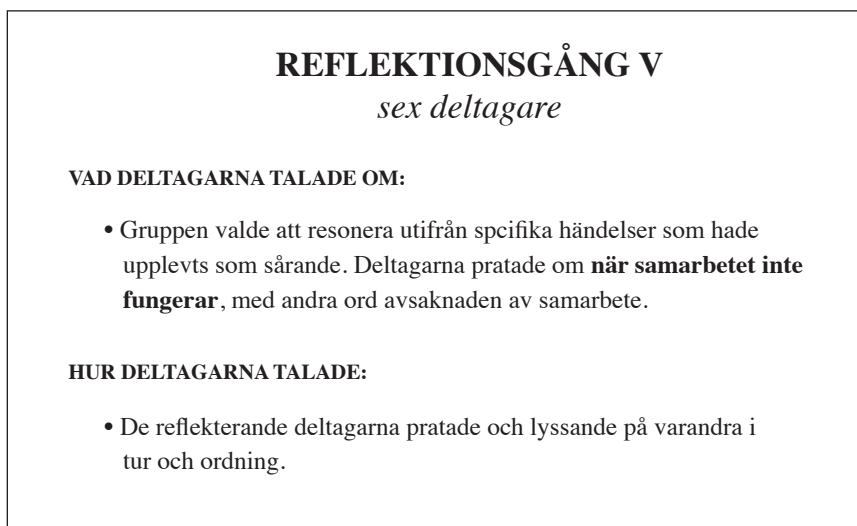 REFLEKTIONSGÅNG V
sex deltagare
VAD DELTAGARNA TALADE OM:
• Gruppen valde att resonera utifrån spcifika händelser som hade
upplevts som sårande. Deltagarna pratade om när samarbetet inte
fungerar, med andra ord avsaknaden av samarbete.
HUR DELTAGARNA TALADE:
• De reflekterande deltagarna pratade och lyssande på varandra i
tur och ordning.